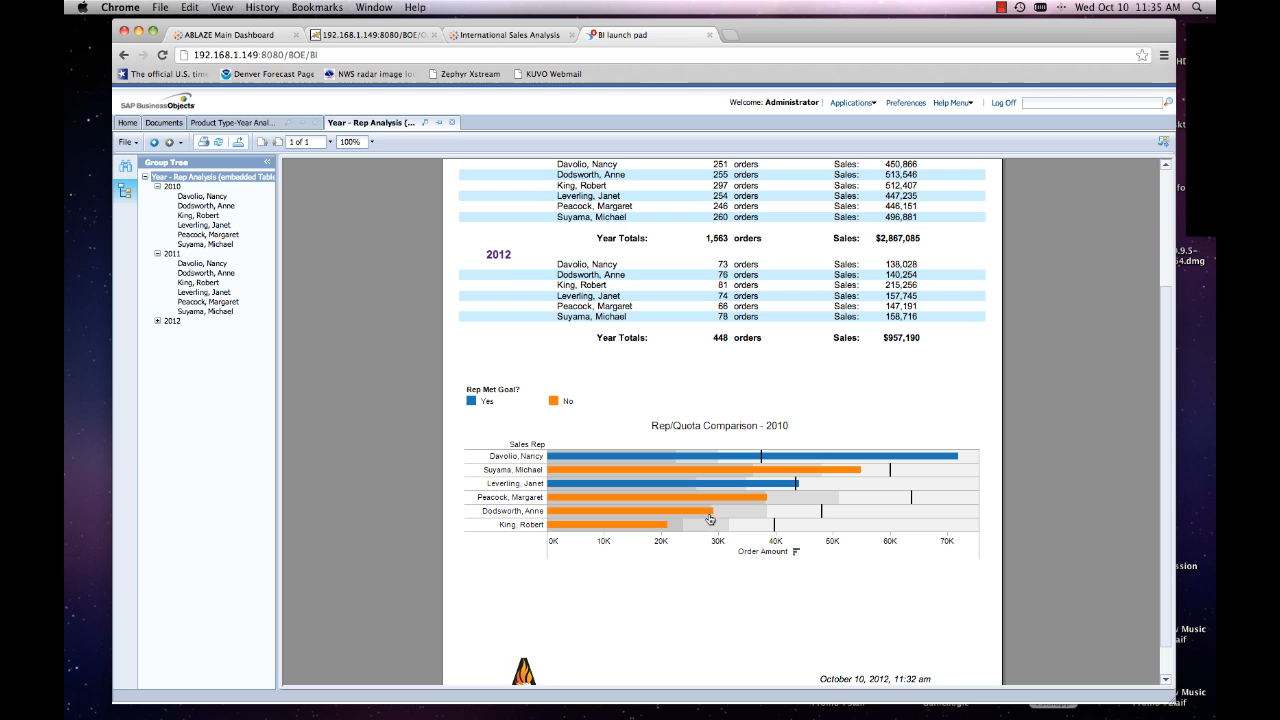 Chrome File Edit View History Bookmarks Window Help Wed Oct 10 11:35 AM
ABLAZE Main Dashboard 192.168.1.149:8080/BOE/ International Sales Analysis BI launch pad
192.168.1.149:8080/BOE/BI
The official U.S. time Denver Forecast Page NWS radar image Zephyr Xstream KUVO Webmail
SAP BusinessObjects Welcome: Administrator Applications Preferences Help Menu Log Off
Home Documents Product Type-Year Anal... Year - Rep Analysis (...
File 1 of 1 100%
Group Tree
Year - Rep Analysis (embedded Table
2010
Davolio, Nancy
Dodsworth, Anne
King, Robert
Leverling, Janet
Peacock, Margaret
Suyama, Michael
2011
Davolio, Nancy
Dodsworth, Anne
King, Robert
Leverling, Janet
Peacock, Margaret
Suyama, Michael
2012
Davolio, Nancy 251 orders Sales: 450,866
Dodsworth, Anne 255 orders Sales: 513,546
King, Robert 297 orders Sales: 512,407
Leverling, Janet 254 orders Sales: 447,235
Peacock, Margaret 246 orders Sales: 446,151
Suyama, Michael 260 orders Sales: 496,881
Year Totals: 1,563 orders Sales: $2,867,085
2012
Davolio, Nancy 73 orders Sales: 138,028
Dodsworth, Anne 76 orders Sales: 140,254
King, Robert 81 orders Sales: 215,256
Leverling, Janet 74 orders Sales: 157,745
Peacock, Margaret 66 orders Sales: 147,191
Suyama, Michael 78 orders Sales: 158,716
Year Totals: 448 orders Sales: $957,190
Rep Met Goal?
Yes No
Rep/Quota Comparison - 2010
Sales Rep
Davolio, Nancy
Suyama, Michael
Leverling, Janet
Peacock, Margaret
Dodsworth, Anne
King, Robert
0K 10K 20K 30K 40K 50K 60K 70K
Order Amount
October 10, 2012, 11:32 am
HD
0.9.5-
64.dmg
Music
aif
Music
aif